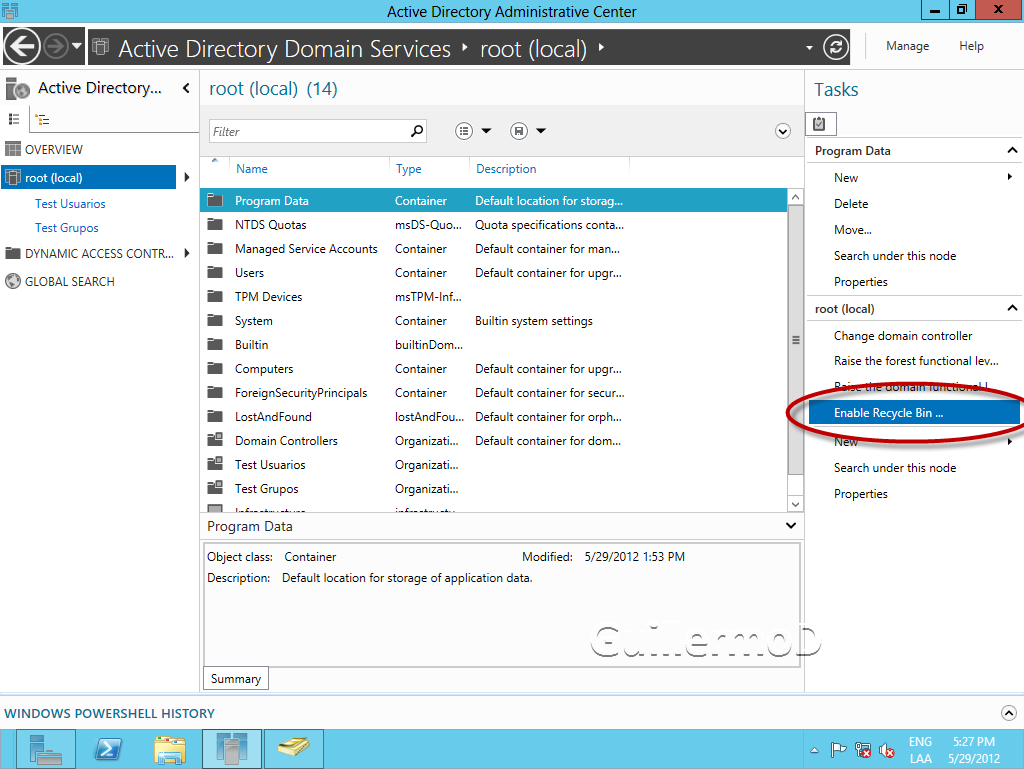 Active Directory Administrative Center
Active Directory Domain Services
root (local)
Manage
Help
Active Directory...
OVERVIEW
root (local)
Test Usuarios
Test Grupos
DYNAMIC ACCESS CONTR...
GLOBAL SEARCH
root (local) (14)
Filter
Name Type Description
Program Data Container Default location for storag...
NTDS Quotas msDS-Quo... Quota specifications conta...
Managed Service Accounts Container Default container for man...
Users Container Default container for upgr...
TPM Devices msTPM-Inf...
System Container Builtin system settings
Builtin builtinDom...
Computers Container Default container for upgr...
ForeignSecurityPrincipals Container Default container for secur...
LostAndFound lostAndFou... Default container for orph...
Domain Controllers Organizati... Default container for dom...
Test Usuarios Organizati...
Test Grupos Organizati...
Infrastructure infrastructu...
Program Data
Object class: Container Modified: 5/29/2012 1:53 PM
Description: Default location for storage of application data.
GuillermoD
Summary
Tasks
Program Data
New
Delete
Move...
Search under this node
Properties
root (local)
Change domain controller
Raise the forest functional lev...
Raise the domain functional l
Enable Recycle Bin ...
New
Search under this node
Properties
WINDOWS POWERSHELL HISTORY
ENG 5:27 PM
LAA 5/29/2012